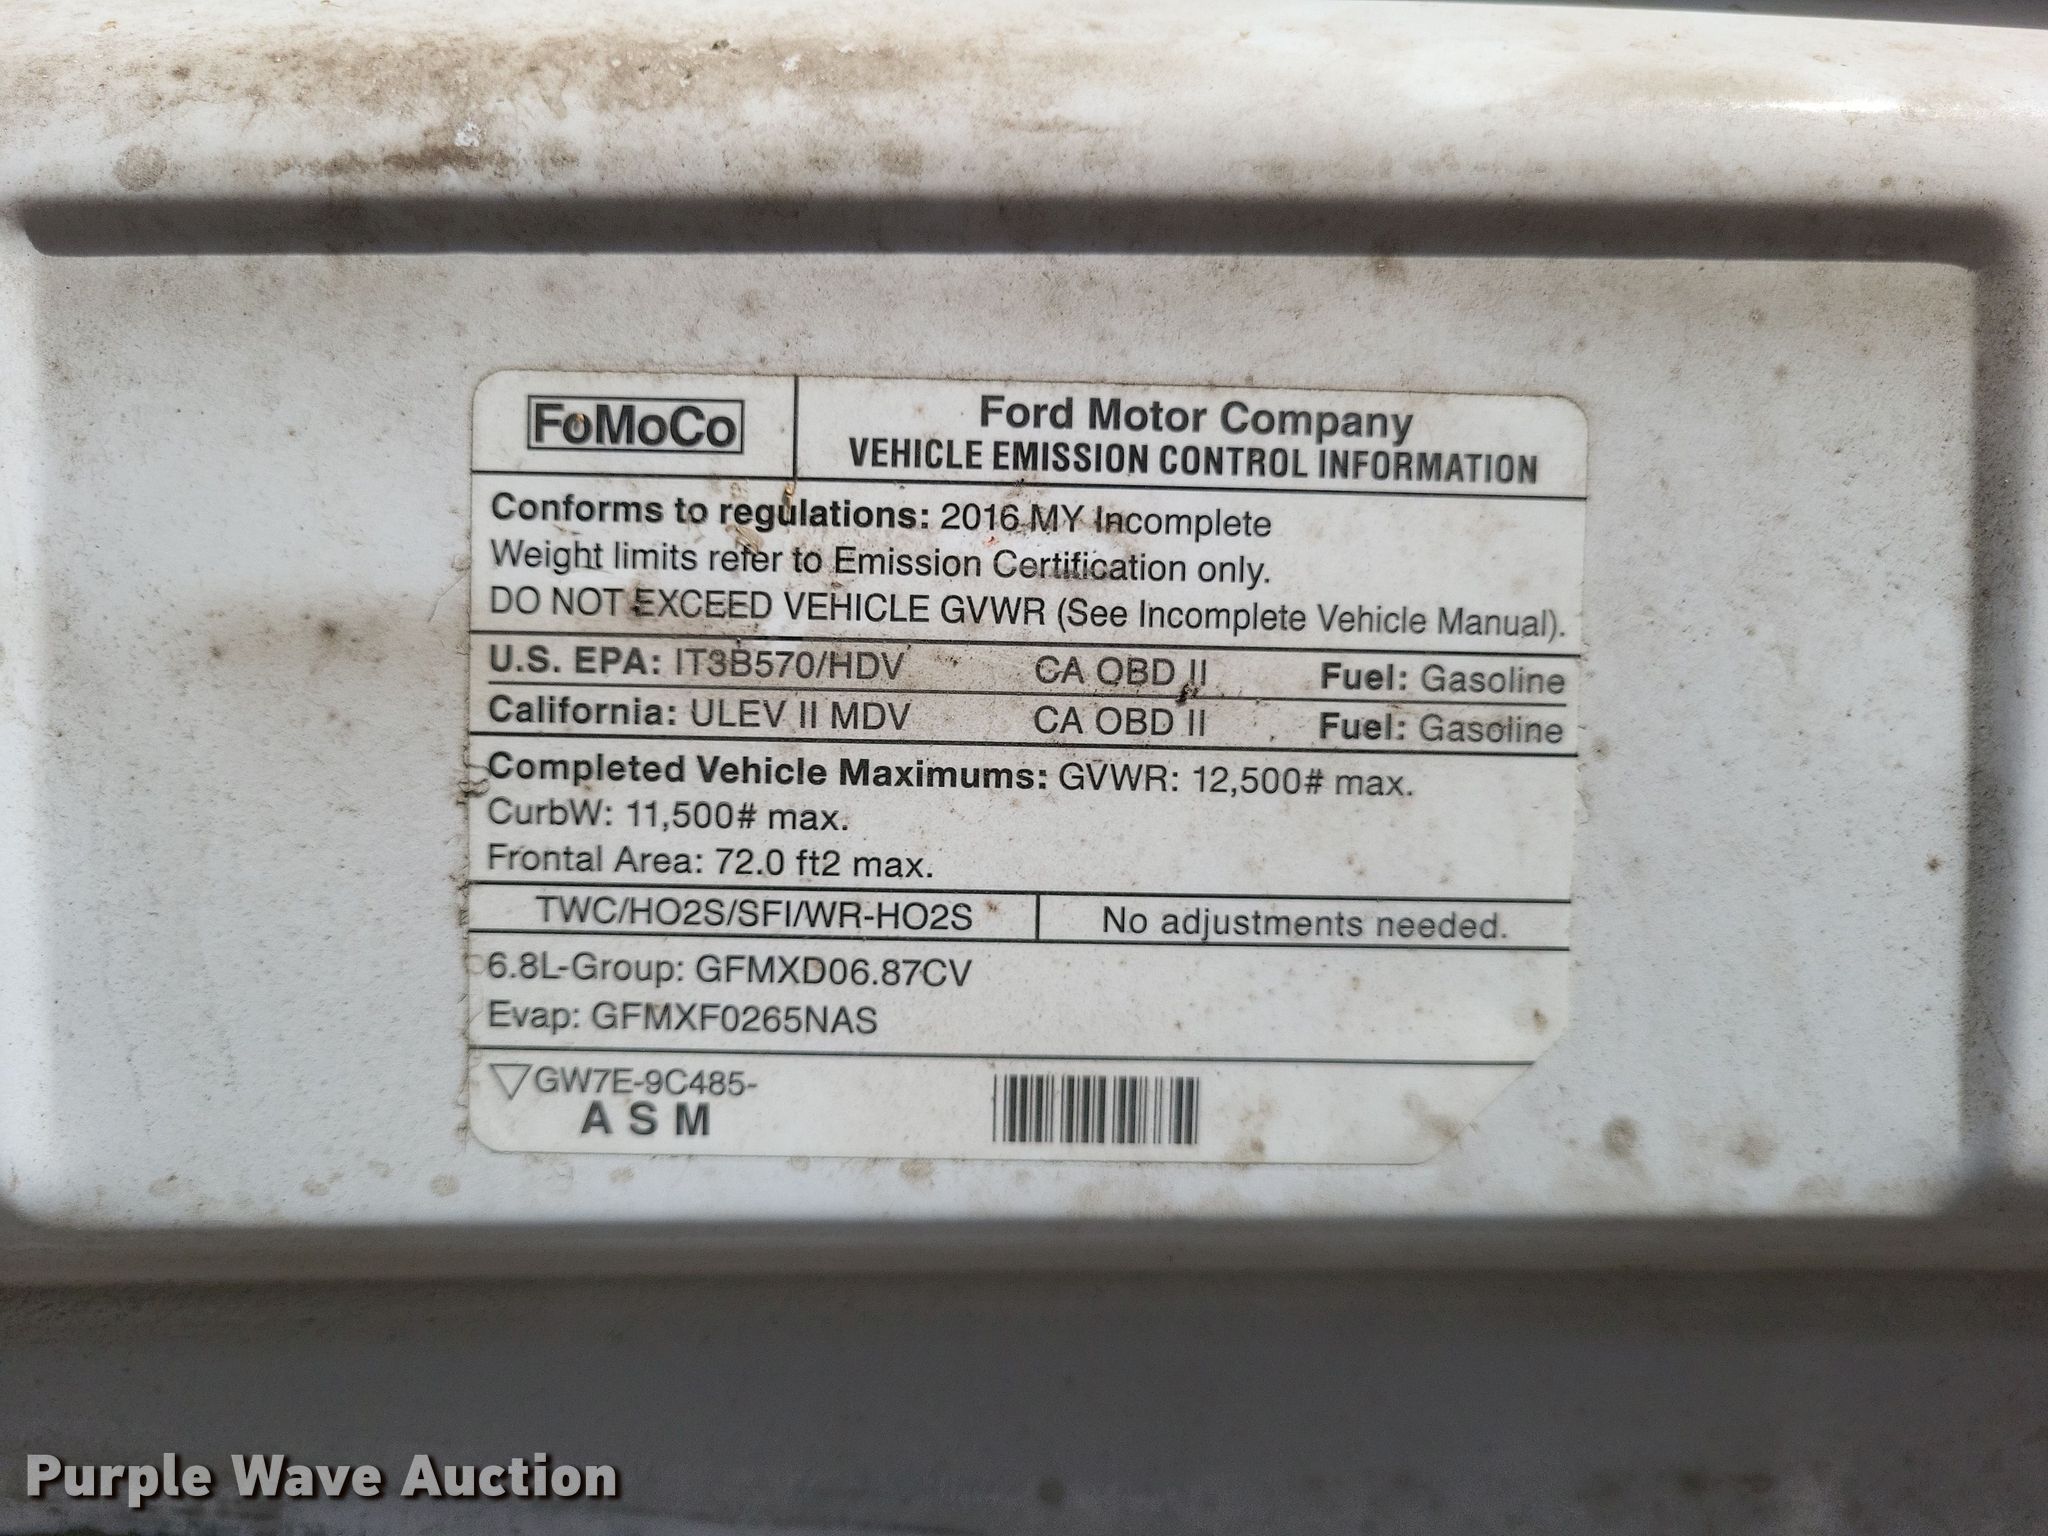 FoMoCo
Ford Motor Company
VEHICLE EMISSION CONTROL INFORMATION
Conforms to regulations: 2016 MY Incomplete
Weight limits refer to Emission Certification only.
DO NOT EXCEED VEHICLE GVWR (See Incomplete Vehicle Manual).
U.S. EPA: IT3B570/HDV CA OBD II Fuel: Gasoline
California: ULEV II MDV CA OBD II Fuel: Gasoline
Completed Vehicle Maximums: GVWR: 12,500# max.
CurbW: 11,500# max.
Frontal Area: 72.0 ft2 max.
TWC/HO2S/SFI/WR-HO2S No adjustments needed.
6.8L-Group: GFMXD06.87CV
Evap: GFMXF0265NAS
GW7E-9C485-
A S M
Purple Wave Auction